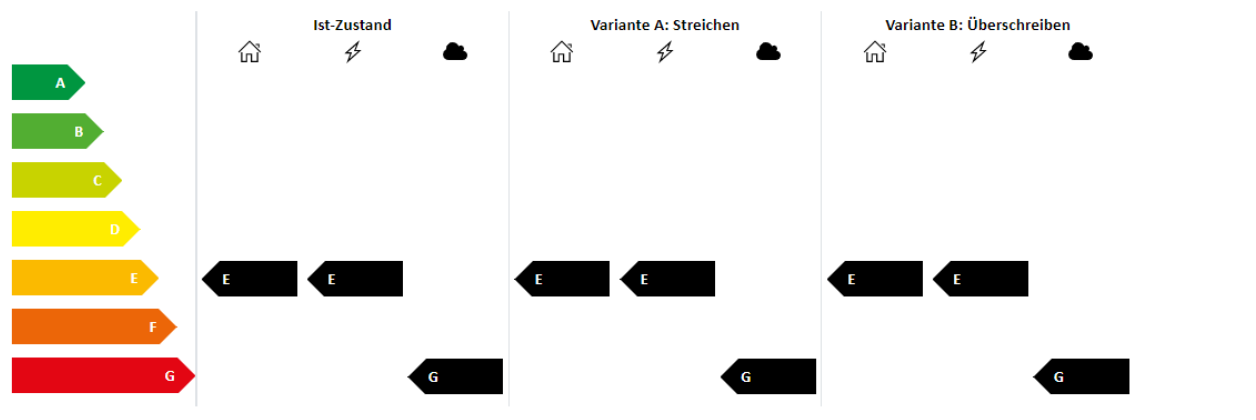 Ist-Zustand
Variante A: Streichen
Variante B: Überschreiben
A
B
C
D
E
E
E
E
E
E
E
F
G
G
G
G